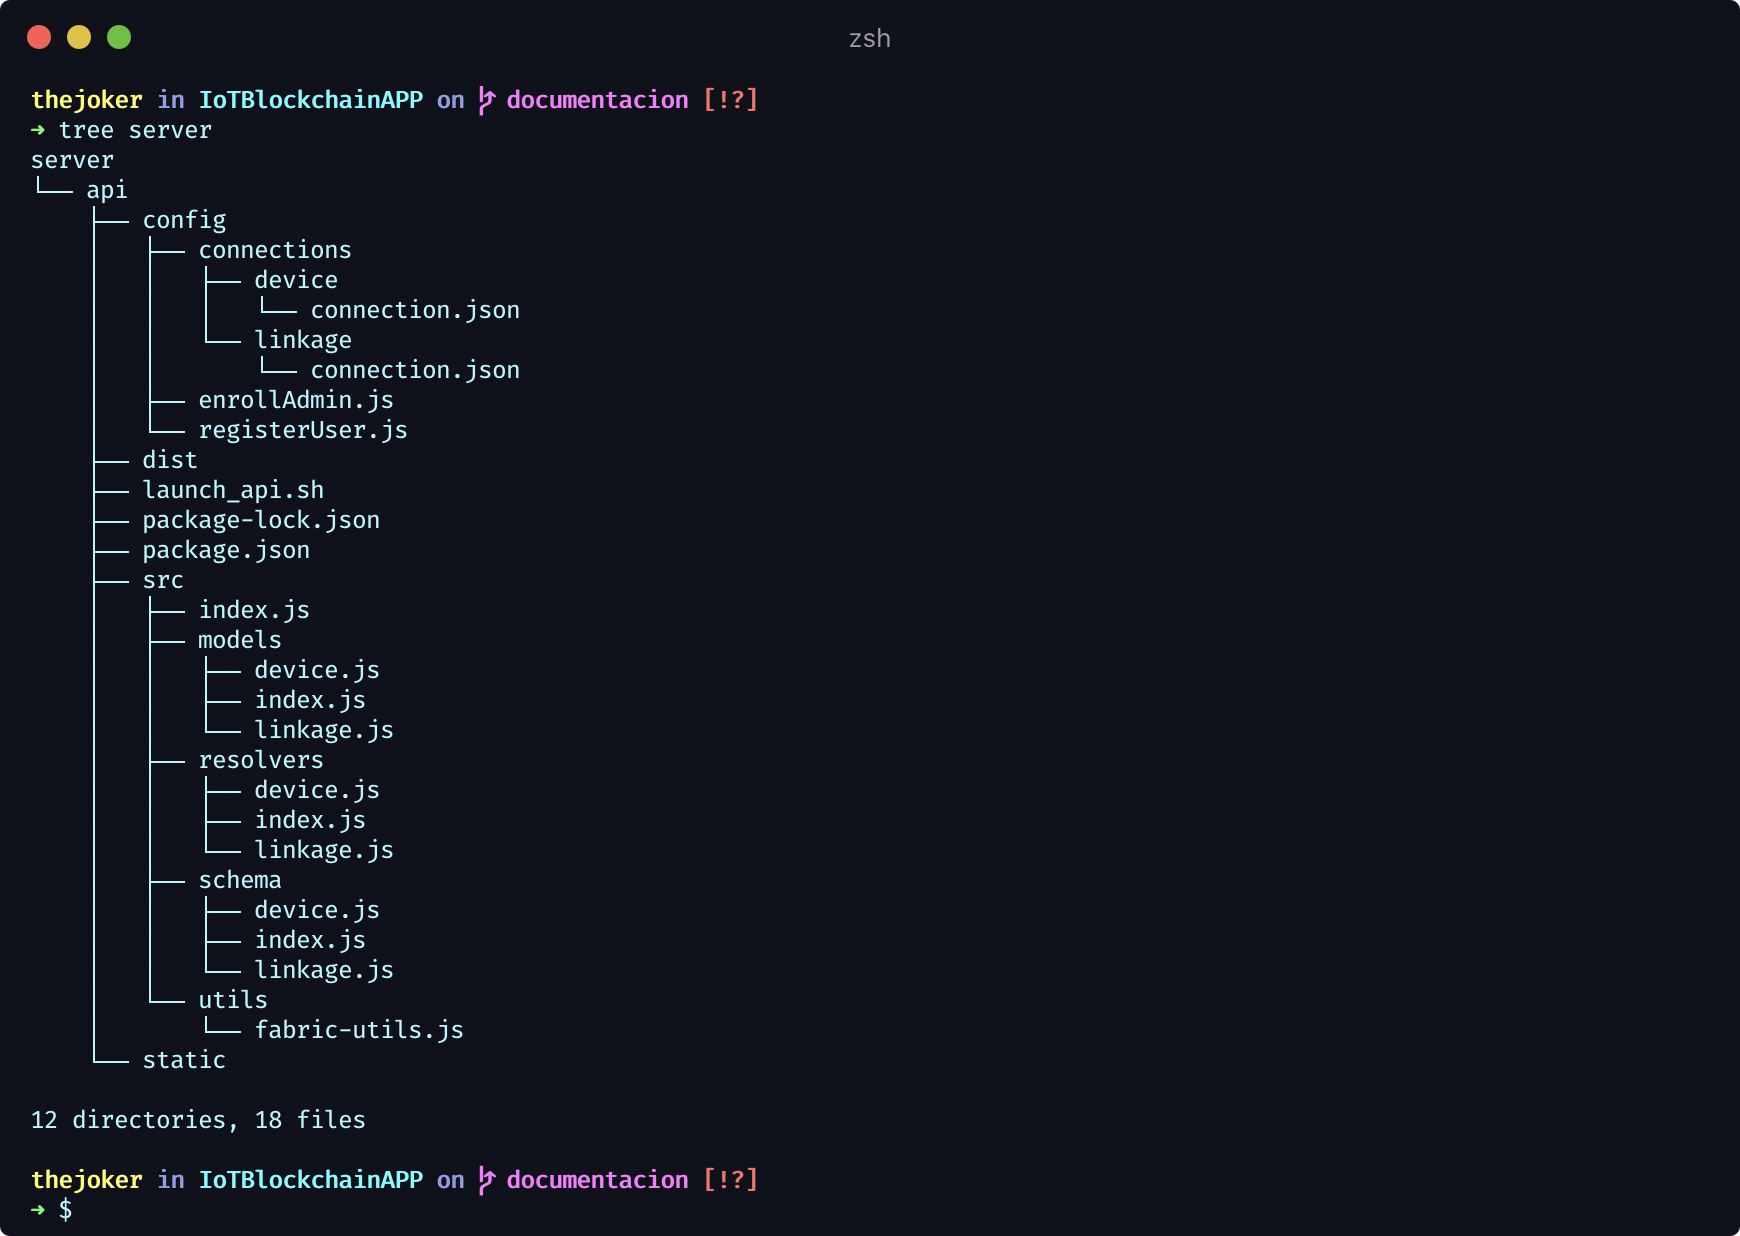 zsh
thejoker in IoTBlockchainAPP on documentacion [!?]
➜ tree server
server
└── api
    ├── config
    │   ├── connections
    │   │   ├── device
    │   │   │   └── connection.json
    │   │   └── linkage
    │   │       └── connection.json
    │   ├── enrollAdmin.js
    │   └── registerUser.js
    ├── dist
    ├── launch_api.sh
    ├── package-lock.json
    ├── package.json
    ├── src
    │   ├── index.js
    │   ├── models
    │   │   ├── device.js
    │   │   ├── index.js
    │   │   └── linkage.js
    │   ├── resolvers
    │   │   ├── device.js
    │   │   ├── index.js
    │   │   └── linkage.js
    │   ├── schema
    │   │   ├── device.js
    │   │   ├── index.js
    │   │   └── linkage.js
    │   └── utils
    │       └── fabric-utils.js
    └── static
12 directories, 18 files
thejoker in IoTBlockchainAPP on documentacion [!?]
➜ $